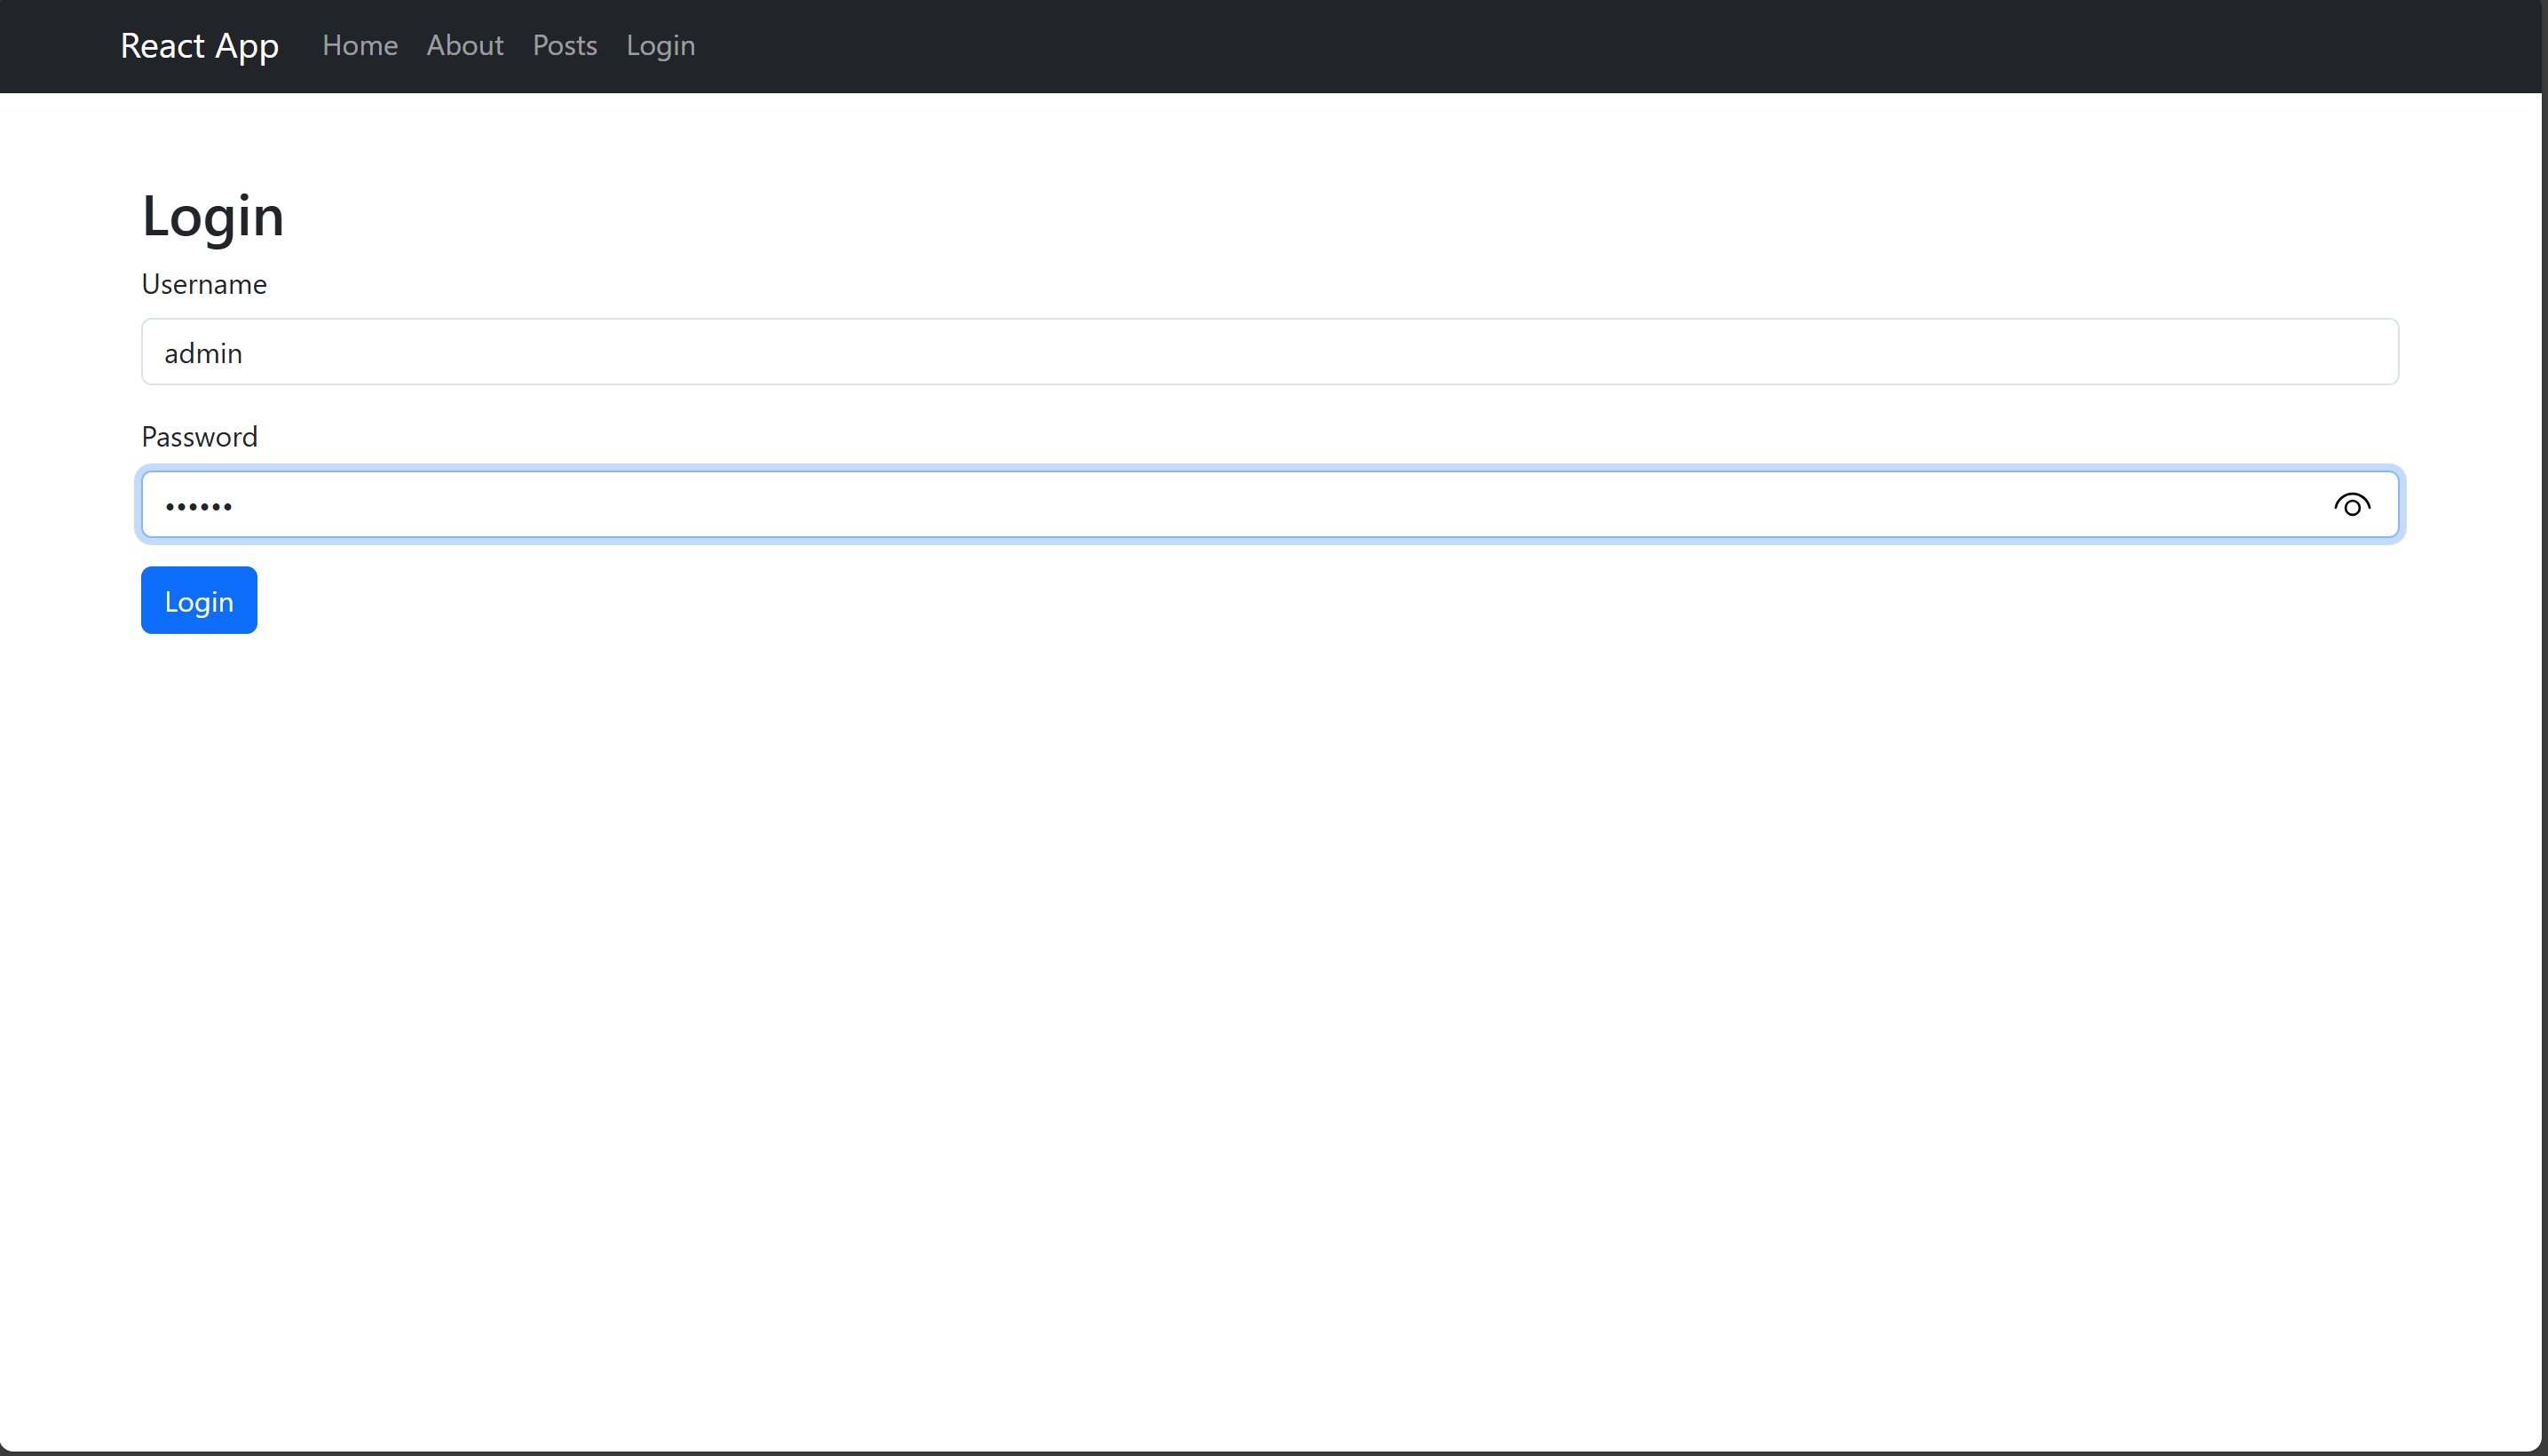 React App Home About Posts Login
Login
Username
admin
Password
••••••
Login